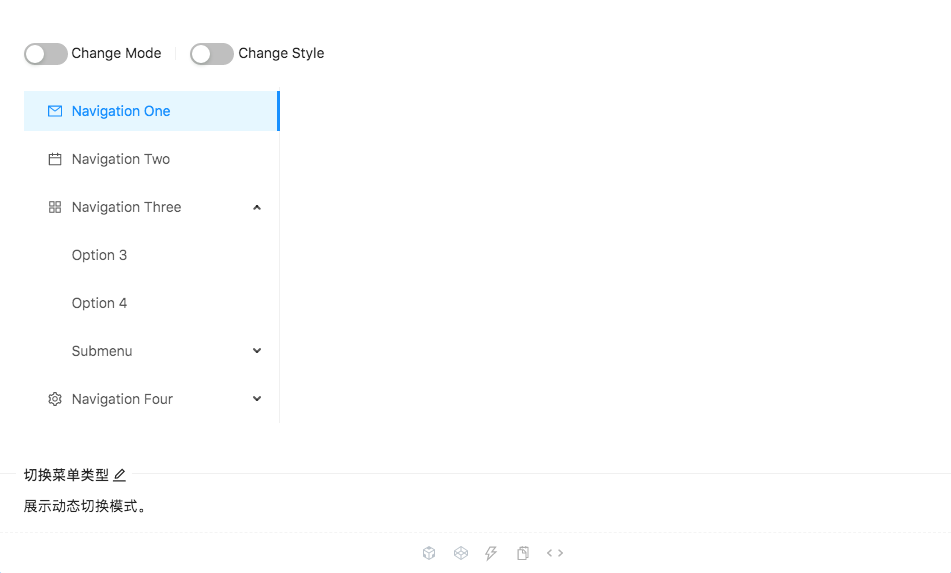 Change Mode Change Style
Navigation One
Navigation Two
Navigation Three
Option 3
Option 4
Submenu
Navigation Four
切换菜单类型
展示动态切换模式。